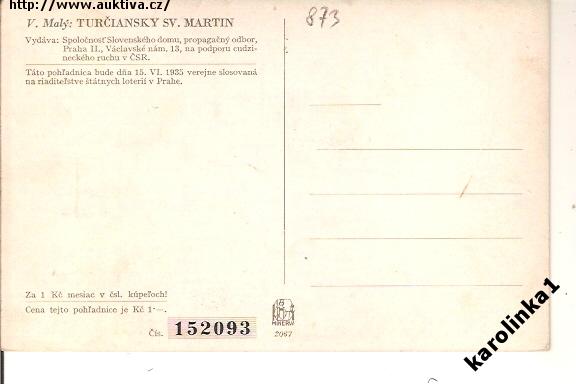 http://www.auktiva.cz/
V. Malý: TURČIANSKY SV. MARTIN
Vydáva: Spoločnosť Slovenského domu, propagačný odbor,
Praha II., Václavské nám. 13, na podporu cudzi-
neckého ruchu v ČSR.
Táto pohľadnica bude dňa 15. VI. 1935 verejne slosovaná
na riaditeľstve štátnych loterií v Prahe.
873
Za 1 Kč mesiac v čsl. kúpeľoch!
Cena tejto pohľadnice je Kč 1·—.
Čís. 152093
MINERVA
2067
karolinka1